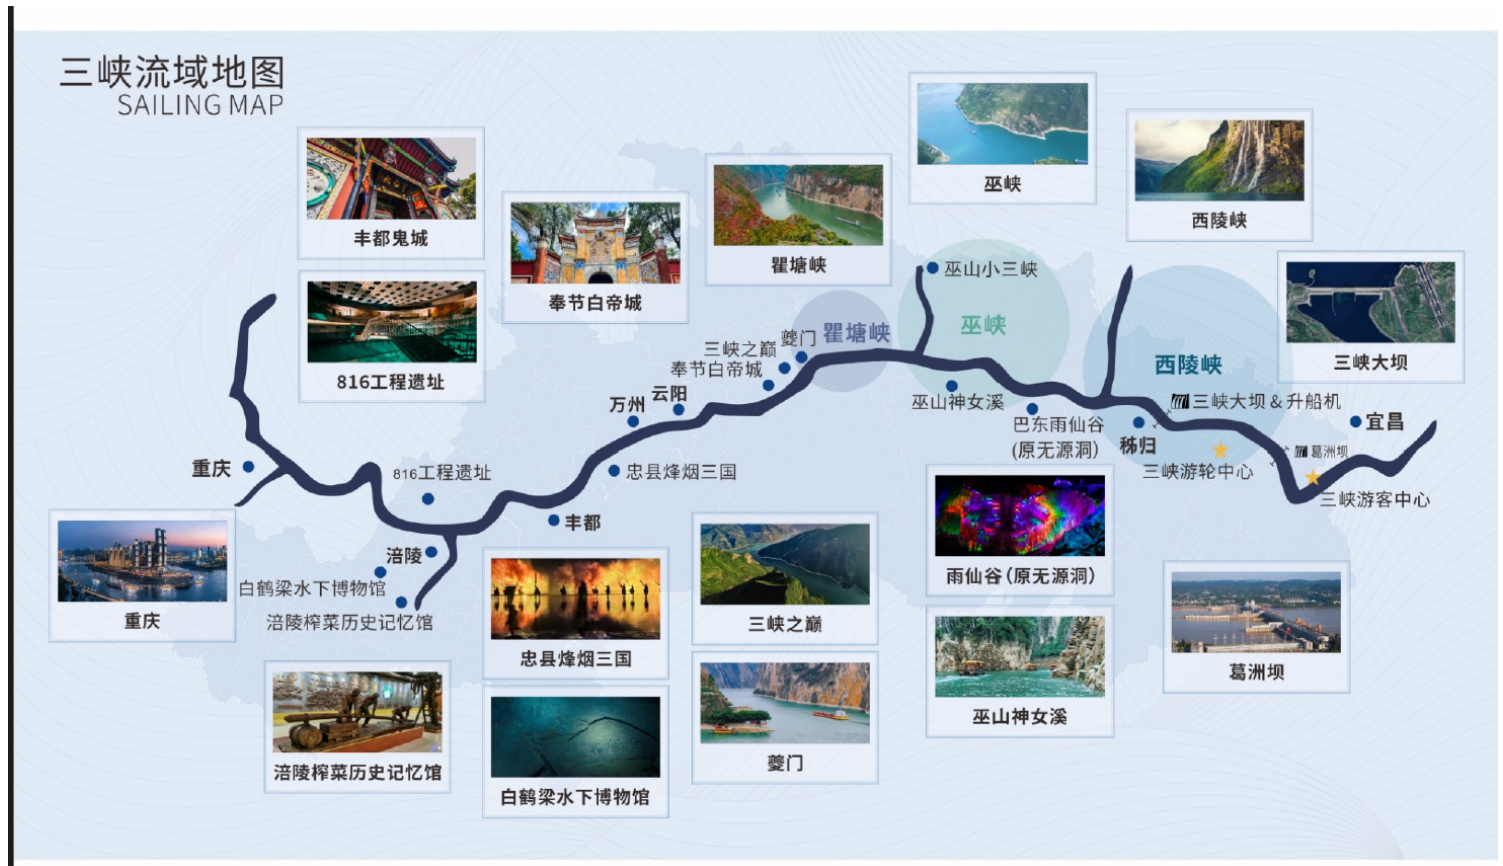 三峡流域地图
SAILING MAP
丰都鬼城
816工程遗址
奉节白帝城
瞿塘峡
巫峡
西陵峡
三峡大坝
巫山小三峡
瞿塘峡
巫峡
西陵峡
夔门
三峡之巅
奉节白帝城
云阳
万州
巫山神女溪
巴东雨仙谷
(原无源洞)
秭归
三峡大坝&升船机
宜昌
葛洲坝
三峡游轮中心
三峡游客中心
重庆
816工程遗址
忠县烽烟三国
丰都
涪陵
白鹤梁水下博物馆
涪陵榨菜历史记忆馆
重庆
忠县烽烟三国
三峡之巅
雨仙谷(原无源洞)
葛洲坝
涪陵榨菜历史记忆馆
白鹤梁水下博物馆
夔门
巫山神女溪